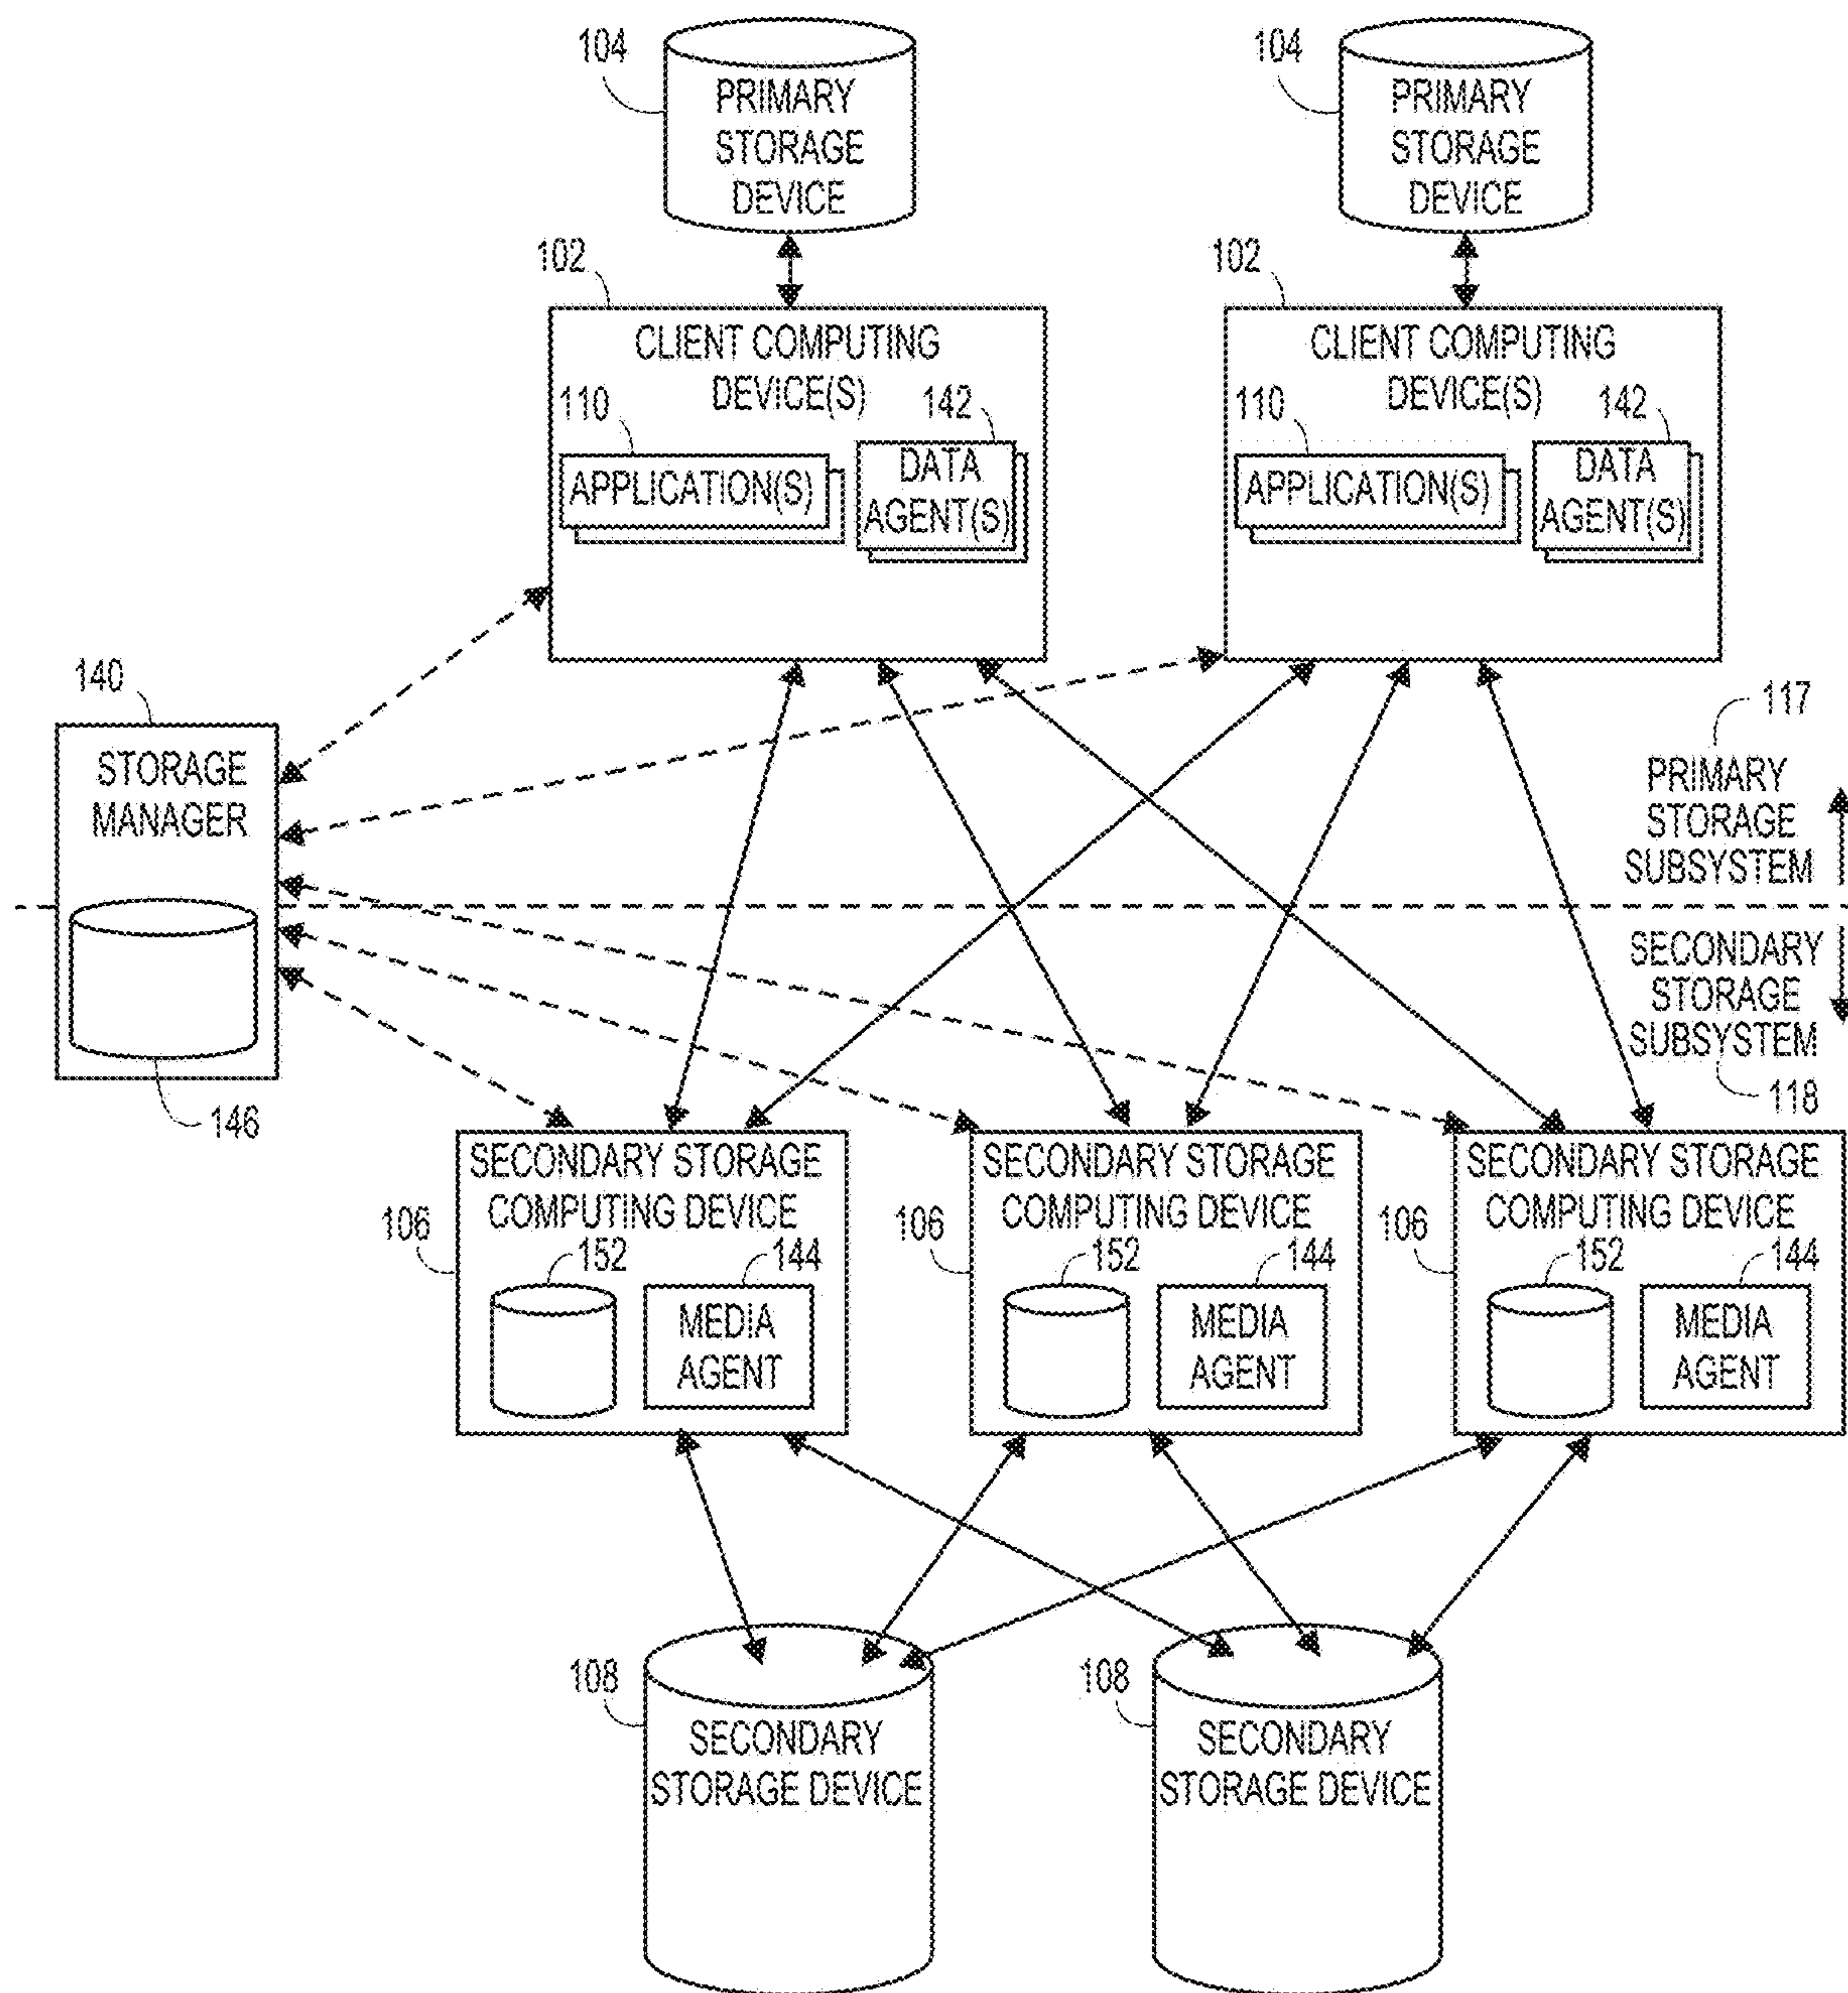 104
PRIMARY
STORAGE
DEVICE
104
PRIMARY
STORAGE
DEVICE
102
CLIENT COMPUTING
DEVICE(S)
110
142
APPLICATION(S)
DATA
AGENT(S)
102
CLIENT COMPUTING
DEVICE(S)
110
142
APPLICATION(S)
DATA
AGENT(S)
140
STORAGE
MANAGER
146
117
PRIMARY
STORAGE
SUBSYSTEM
SECONDARY
STORAGE
SUBSYSTEM
118
106
SECONDARY STORAGE
COMPUTING DEVICE
152
144
MEDIA
AGENT
106
SECONDARY STORAGE
COMPUTING DEVICE
152
144
MEDIA
AGENT
106
SECONDARY STORAGE
COMPUTING DEVICE
152
144
MEDIA
AGENT
108
SECONDARY
STORAGE DEVICE
108
SECONDARY
STORAGE DEVICE